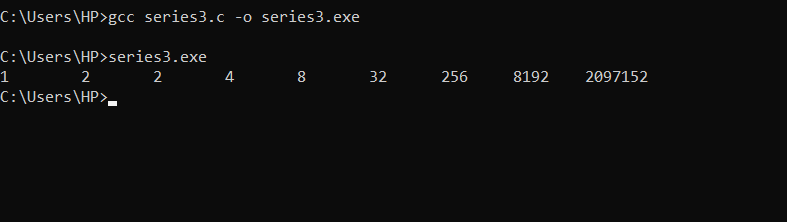 C:\Users\HP>gcc series3.c -o series3.exe
C:\Users\HP>series3.exe
1 2 2 4 8 32 256 8192 2097152
C:\Users\HP>